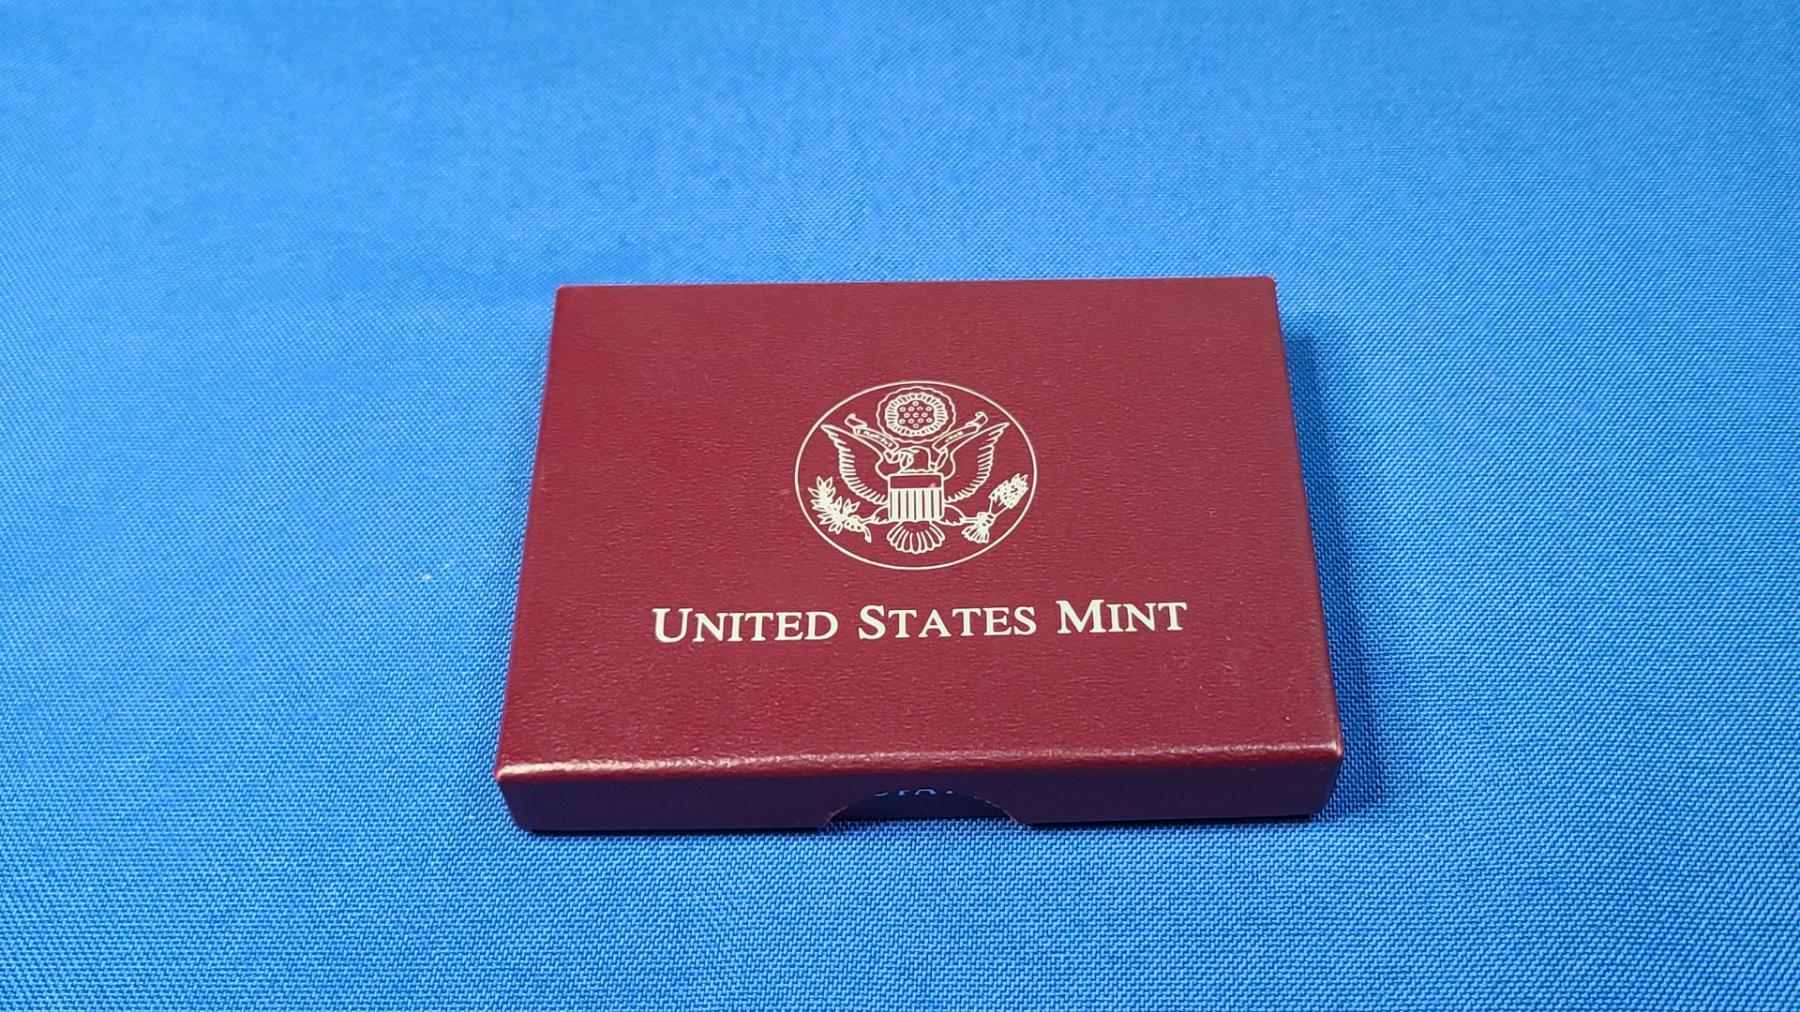 UNITED STATES MINT